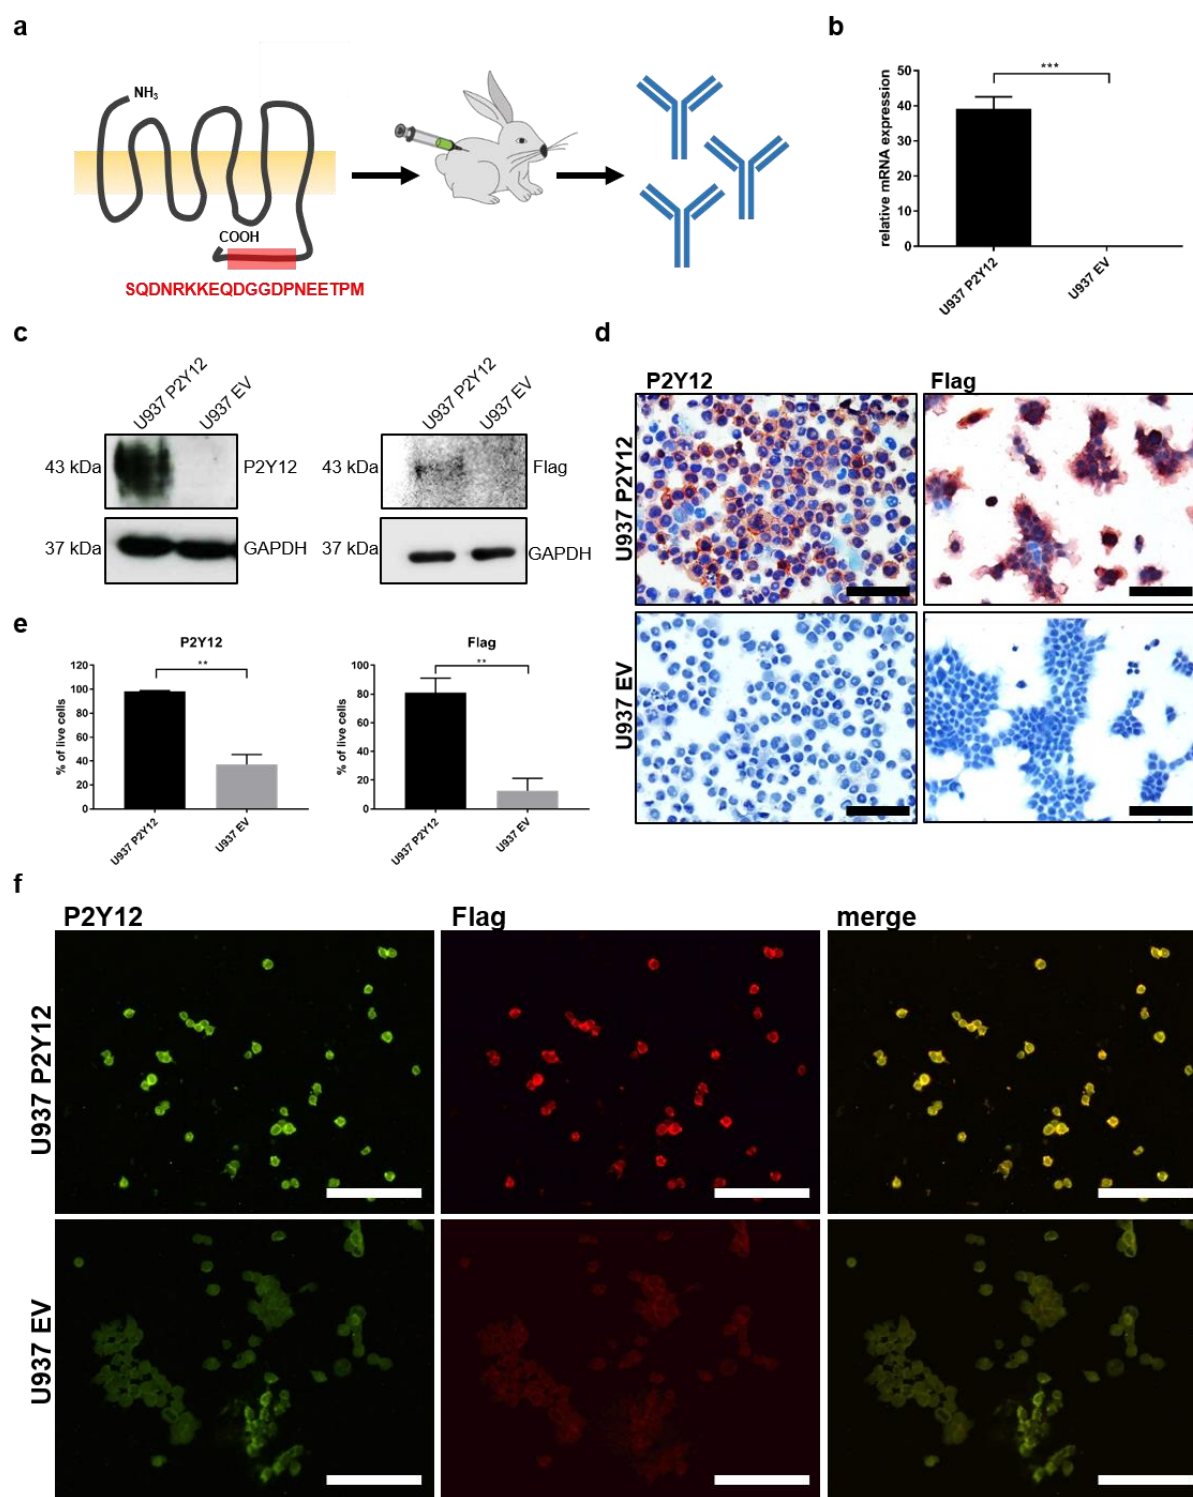 a
NH3
COOH
SQDNRKKEQDGGDPNEETPM
b
relative mRNA expression
50
40
30
20
10
0
***
U937 P2Y12
U937 EV
c
U937 P2Y12
U937 EV
43 kDa
P2Y12
37 kDa
GAPDH
U937 P2Y12
U937 EV
43 kDa
Flag
37 kDa
GAPDH
d
P2Y12
Flag
U937 P2Y12
U937 EV
e
P2Y12
% of live cells
120
100
80
60
40
20
0
**
U937 P2Y12
U937 EV
Flag
% of live cells
100
80
60
40
20
0
**
U937 P2Y12
U937 EV
f
P2Y12
Flag
merge
U937 P2Y12
U937 EV